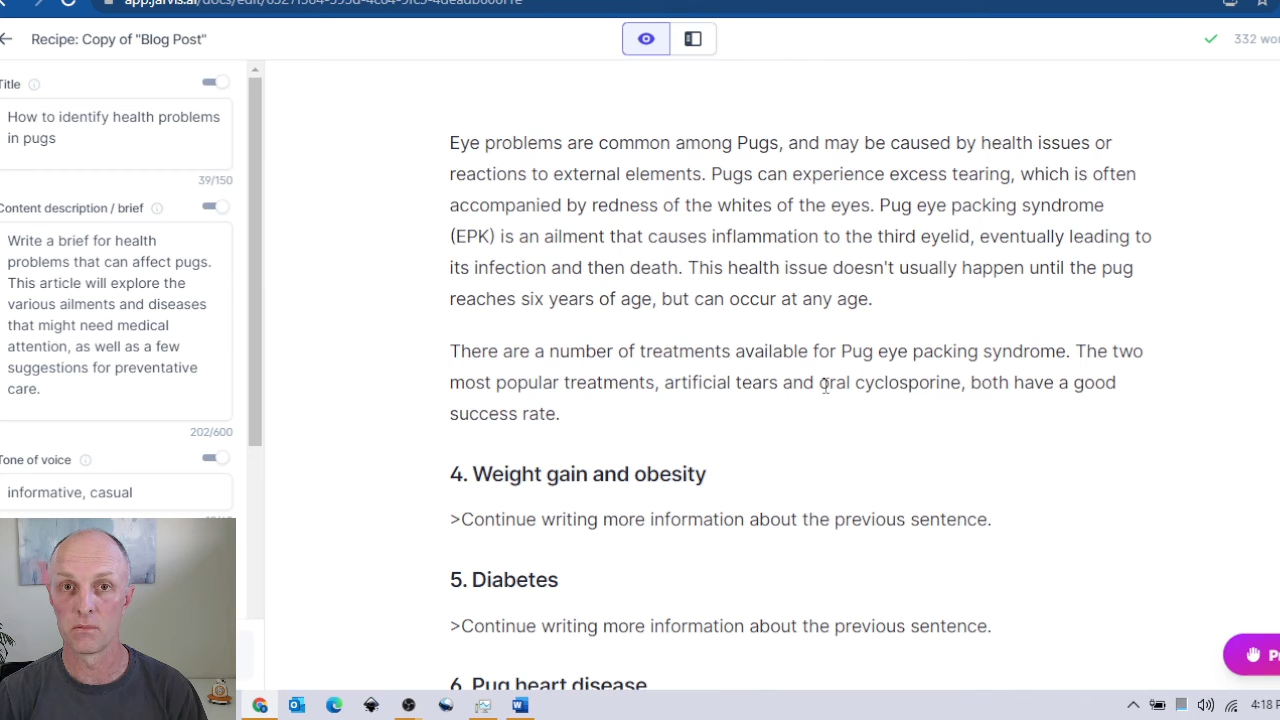 Recipe: Copy of "Blog Post"
332
Title
How to identify health problems
in pugs
39/150
Content description / brief
Write a brief for health
problems that can affect pugs.
This article will explore the
various ailments and diseases
that might need medical
attention, as well as a few
suggestions for preventative
care.
202/600
Tone of voice
informative, casual
Eye problems are common among Pugs, and may be caused by health issues or
reactions to external elements. Pugs can experience excess tearing, which is often
accompanied by redness of the whites of the eyes. Pug eye packing syndrome
(EPK) is an ailment that causes inflammation to the third eyelid, eventually leading to
its infection and then death. This health issue doesn't usually happen until the pug
reaches six years of age, but can occur at any age.
There are a number of treatments available for Pug eye packing syndrome. The two
most popular treatments, artificial tears and oral cyclosporine, both have a good
success rate.
4. Weight gain and obesity
>Continue writing more information about the previous sentence.
5. Diabetes
>Continue writing more information about the previous sentence.
6. Pug heart disease
4:18